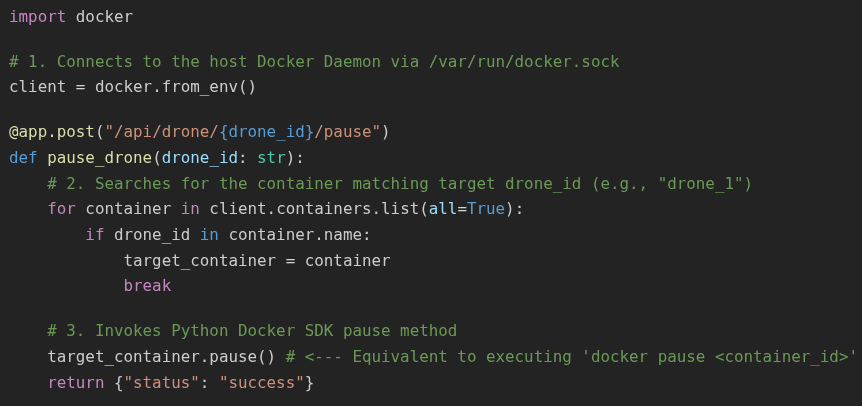 import docker
# 1. Connects to the host Docker Daemon via /var/run/docker.sock
client = docker.from_env()
@app.post("/api/drone/{drone_id}/pause")
def pause_drone(drone_id: str):
    # 2. Searches for the container matching target drone_id (e.g., "drone_1")
    for container in client.containers.list(all=True):
        if drone_id in container.name:
            target_container = container
            break
    # 3. Invokes Python Docker SDK pause method
    target_container.pause() # <--- Equivalent to executing 'docker pause <container_id>'
    return {"status": "success"}